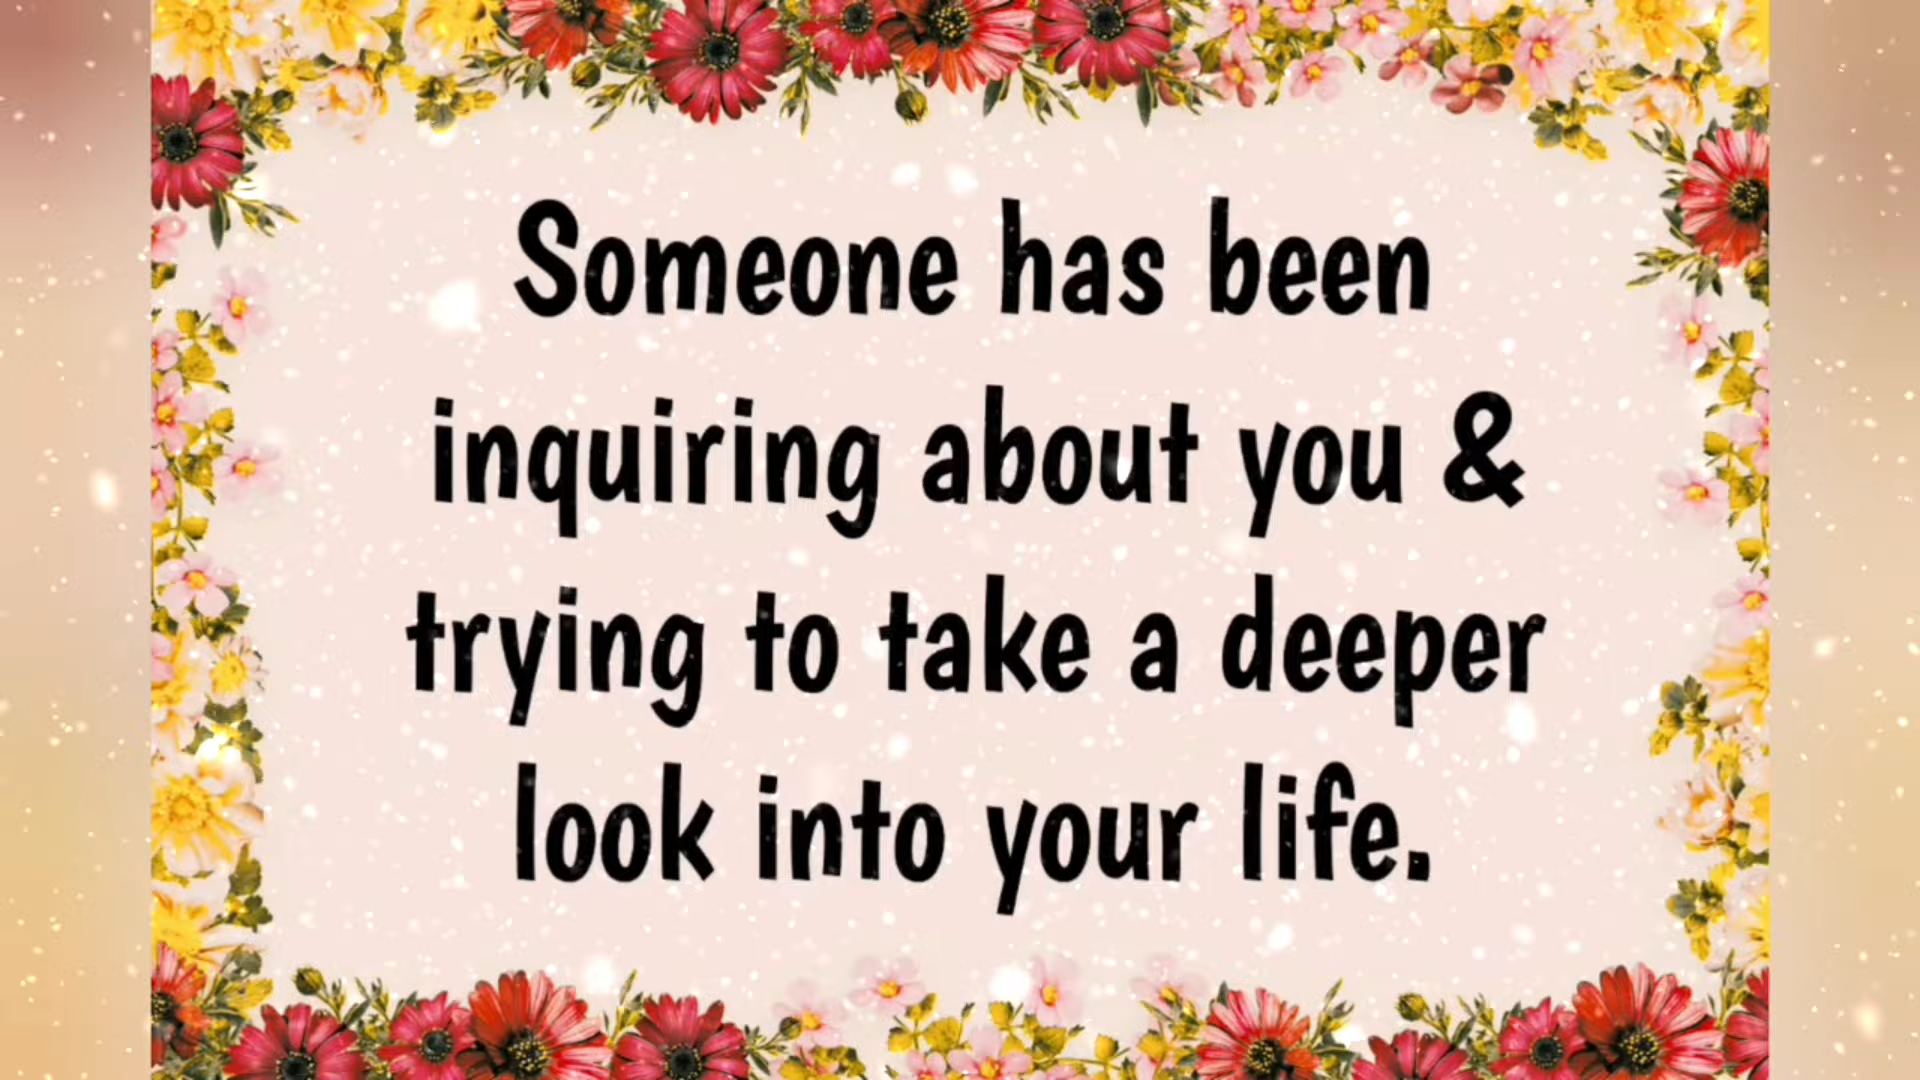 Someone has been
inquiring about you &
trying to take a deeper
look into your life.